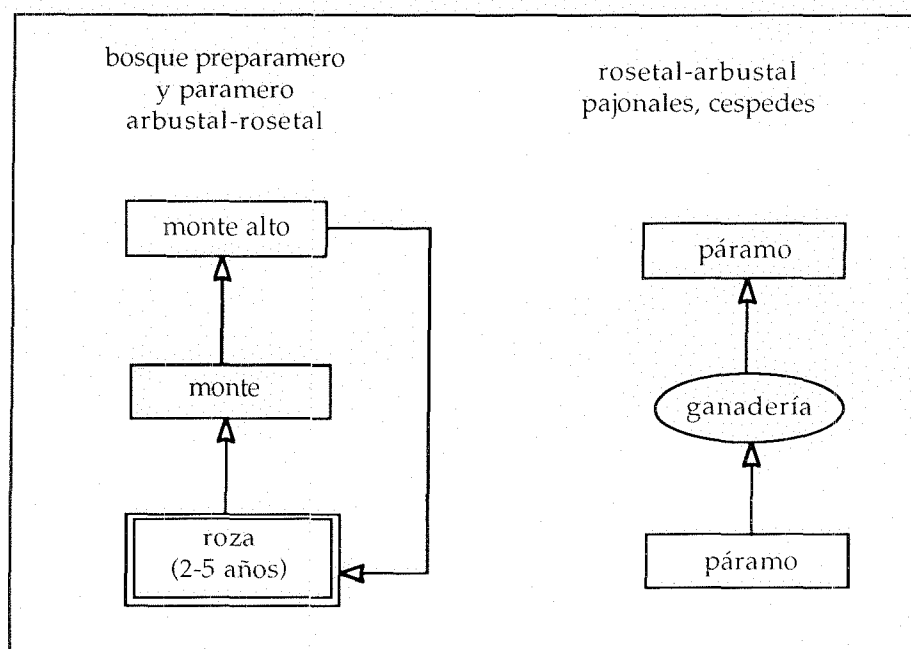 bosque preparamero
y paramero
arbustal-rosetal
monte alto
monte
roza
(2-5 años)
rosetal-arbustal
pajonales, cespedes
páramo
ganadería
páramo